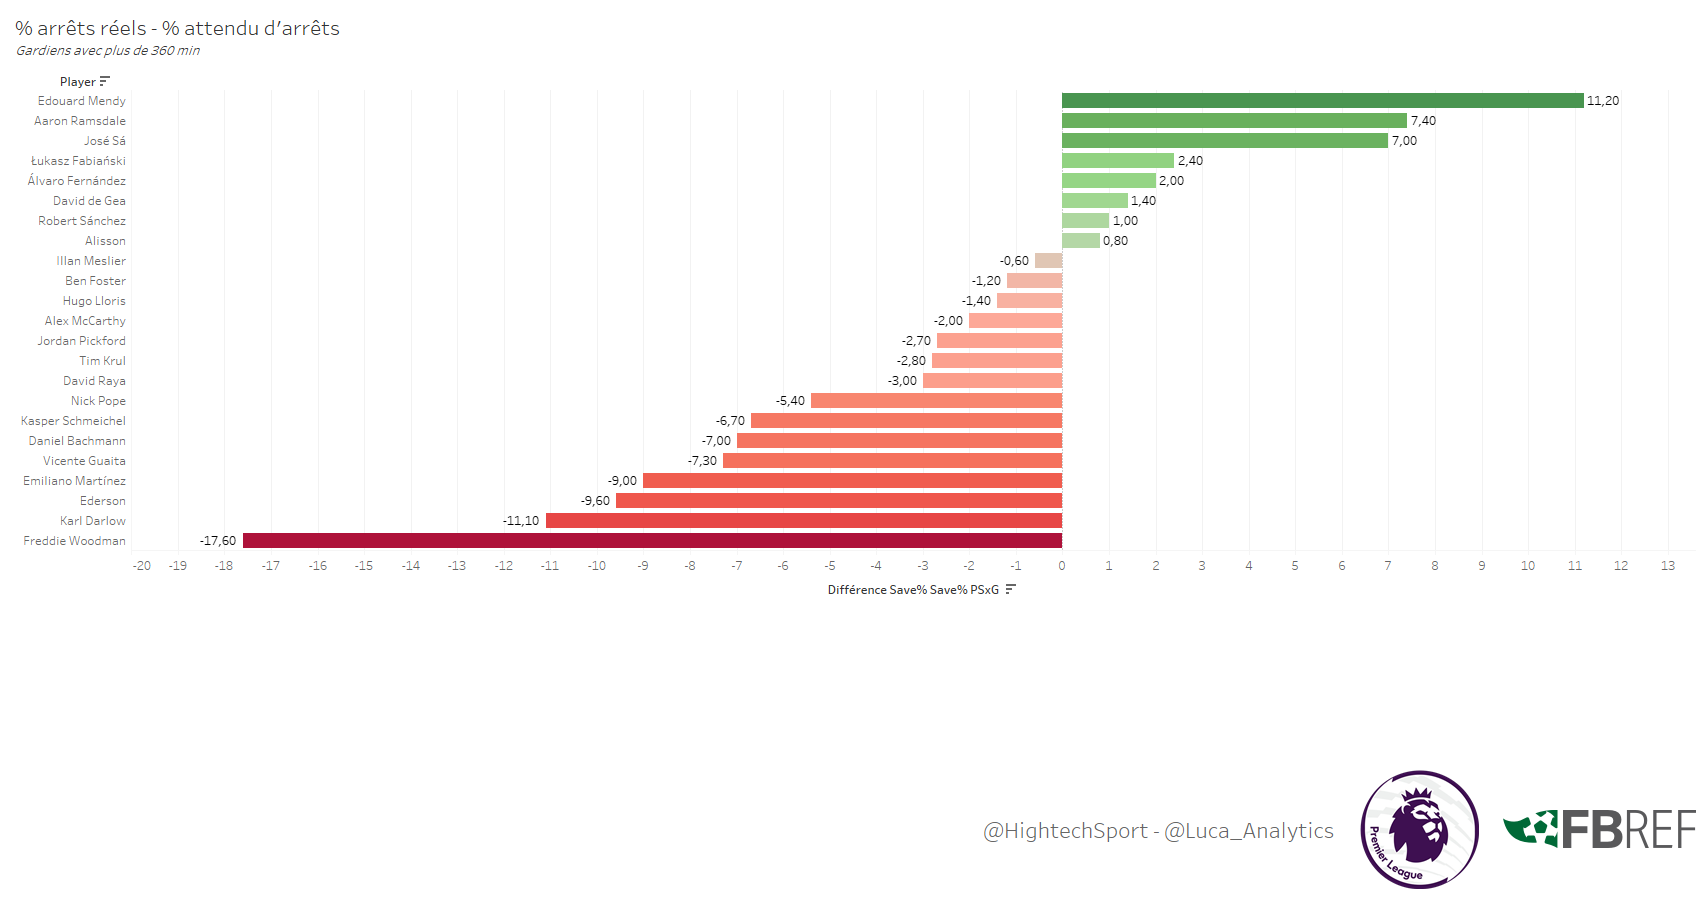 % arrêts réels - % attendu d'arrêts
Gardiens avec plus de 360 min
Player
Edouard Mendy 11,20
Aaron Ramsdale 7,40
José Sá 7,00
Łukasz Fabiański 2,40
Álvaro Fernández 2,00
David de Gea 1,40
Robert Sánchez 1,00
Alisson 0,80
Illan Meslier -0,60
Ben Foster -1,20
Hugo Lloris -1,40
Alex McCarthy -2,00
Jordan Pickford -2,70
Tim Krul -2,80
David Raya -3,00
Nick Pope -5,40
Kasper Schmeichel -6,70
Daniel Bachmann -7,00
Vicente Guaita -7,30
Emiliano Martínez -9,00
Ederson -9,60
Karl Darlow -11,10
Freddie Woodman -17,60
-20 -19 -18 -17 -16 -15 -14 -13 -12 -11 -10 -9 -8 -7 -6 -5 -4 -3 -2 -1 0 1 2 3 4 5 6 7 8 9 10 11 12 13
Différence Save% Save% PSxG
@HightechSport - @Luca_Analytics
Premier League
FBREF